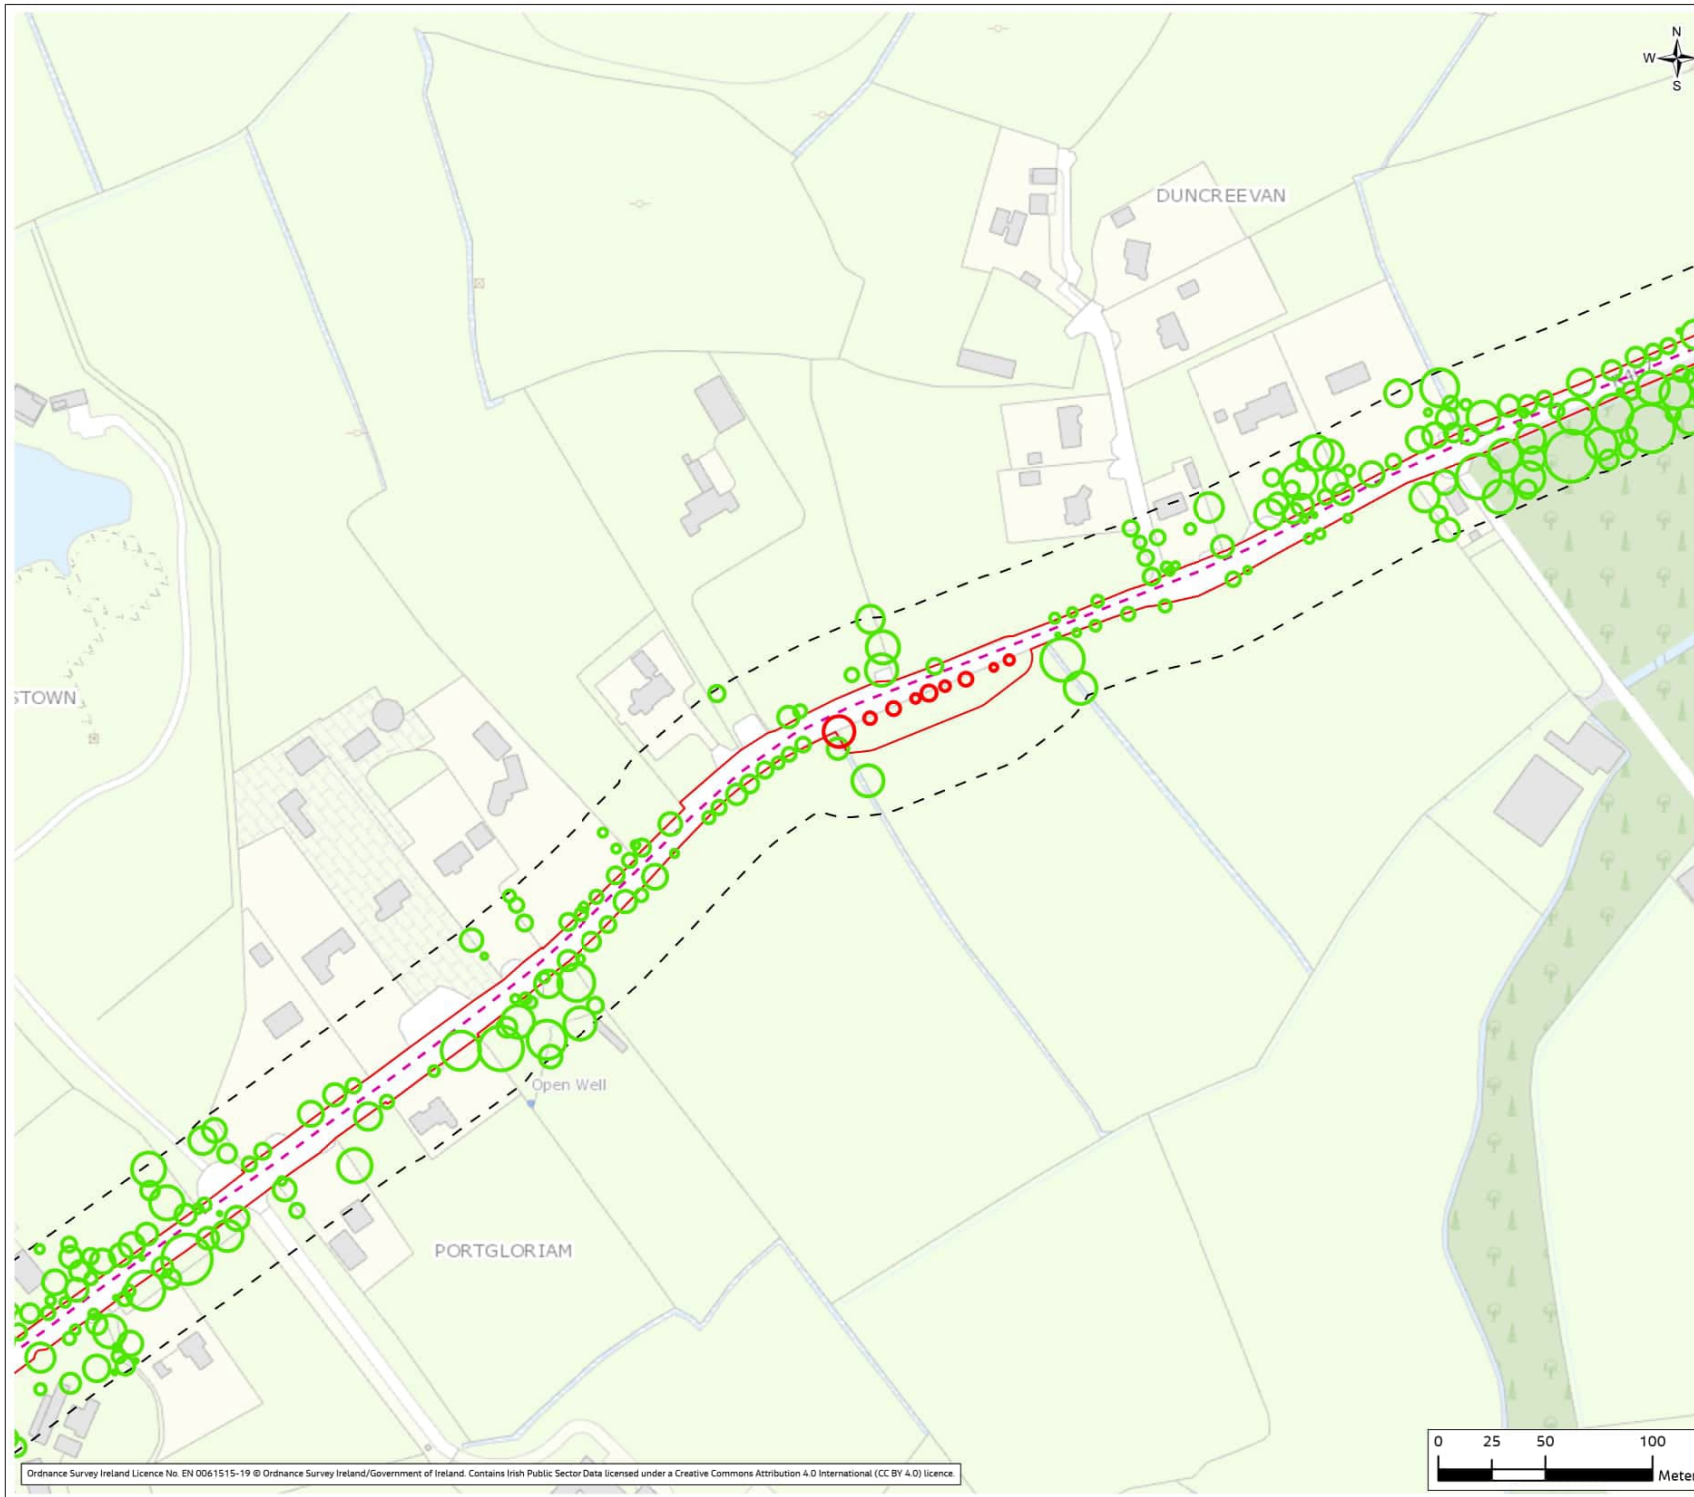 N
W
S
DUNCREEVAN
STOWN
Open Well
PORTGLORIAM
0 25 50 100
Meter
Ordnance Survey Ireland Licence No. EN 0061515-19 © Ordnance Survey Ireland/Government of Ireland. Contains Irish Public Sector Data licensed under a Creative Commons Attribution 4.0 International (CC BY 4.0) licence.